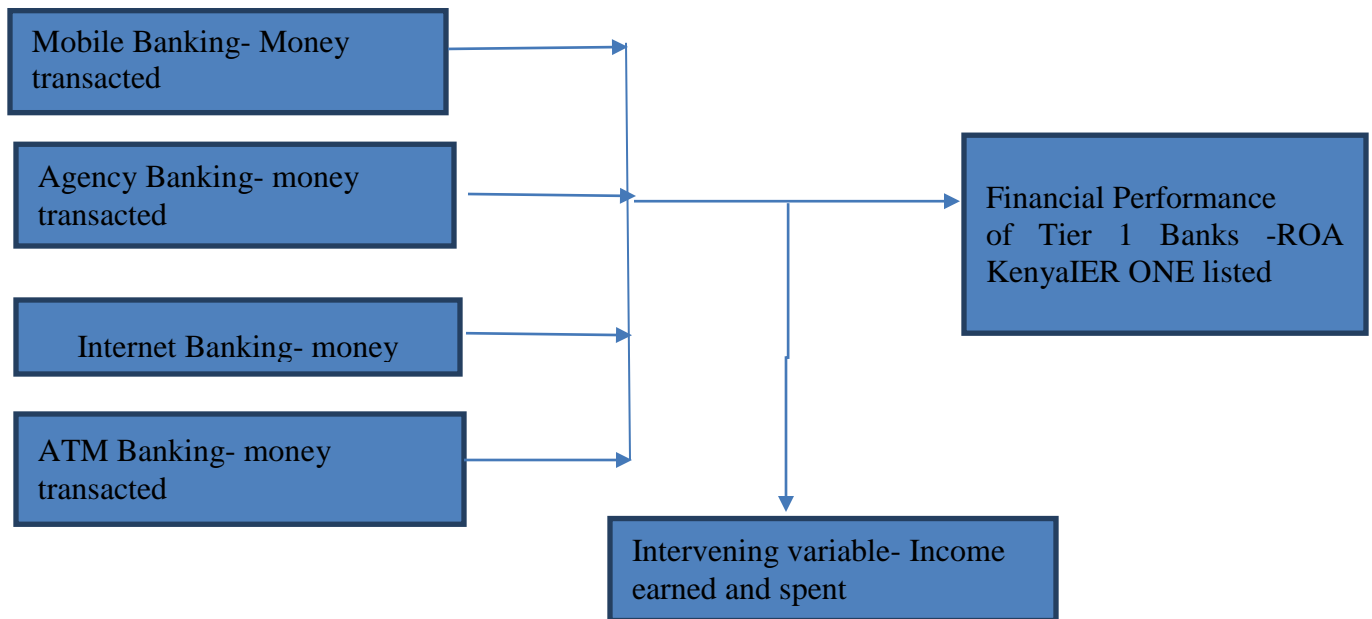 Mobile Banking- Money
transacted
Agency Banking- money
transacted
Internet Banking- money
ATM Banking- money
transacted
Financial Performance
of Tier 1 Banks -ROA
KenyaIER ONE listed
Intervening variable- Income
earned and spent